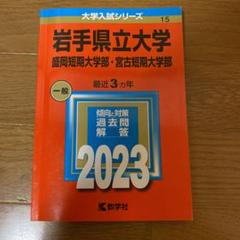 大学入試シリーズ
15
岩手県立大学
盛岡短期大学部・宮古短期大学部
一般
最近3カ年
傾向と対策
過去問
解答
2023
教学社